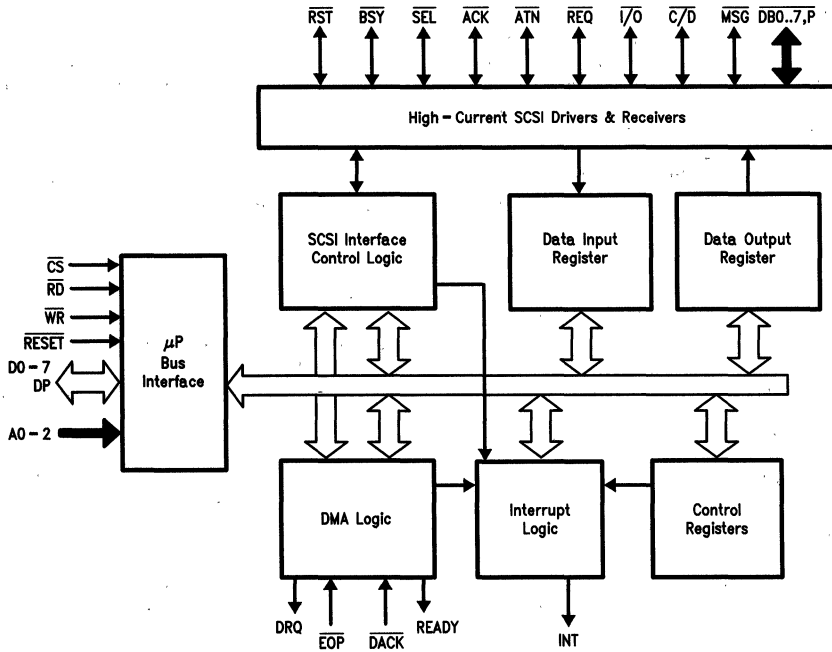 RST BSY SEL ACK ATN REQ I/O C/D MSG DB0..7,P
High-Current SCSI Drivers & Receivers
SCSI Interface
Control Logic
Data Input
Register
Data Output
Register
CS
RD
WR
RESET
D0-7
DP
A0-2
μP
Bus
Interface
DMA Logic
Interrupt
Logic
Control
Registers
DRQ
EOP
DACK
READY
INT